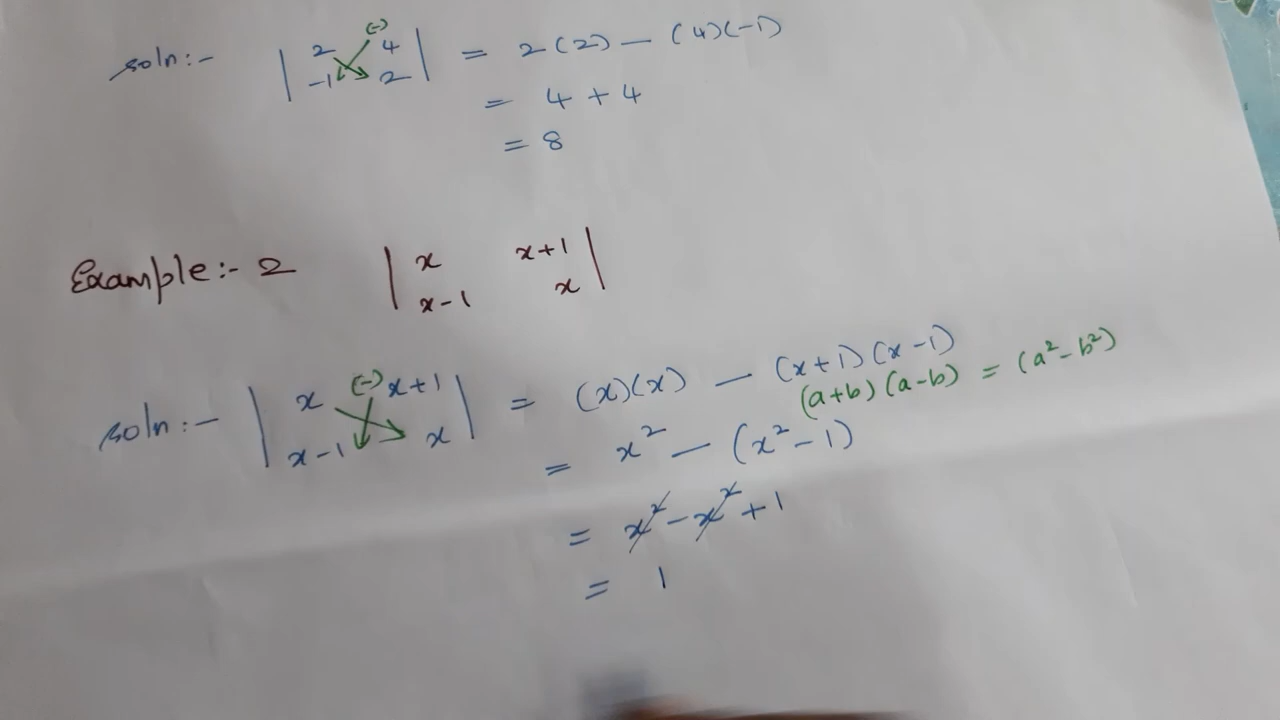 soln:- | 2 (-) 4 | = 2(2) — (4)(-1)
| -1 2 |
= 4 + 4
= 8
Example:- 2 | x x+1 |
| x-1 x |
soln:- | x (-) x+1 | = (x)(x) — (x+1)(x-1)
| x-1 x |
(a+b)(a-b) = (a²-b²)
= x² — (x²-1)
= x² - x² + 1
= 1